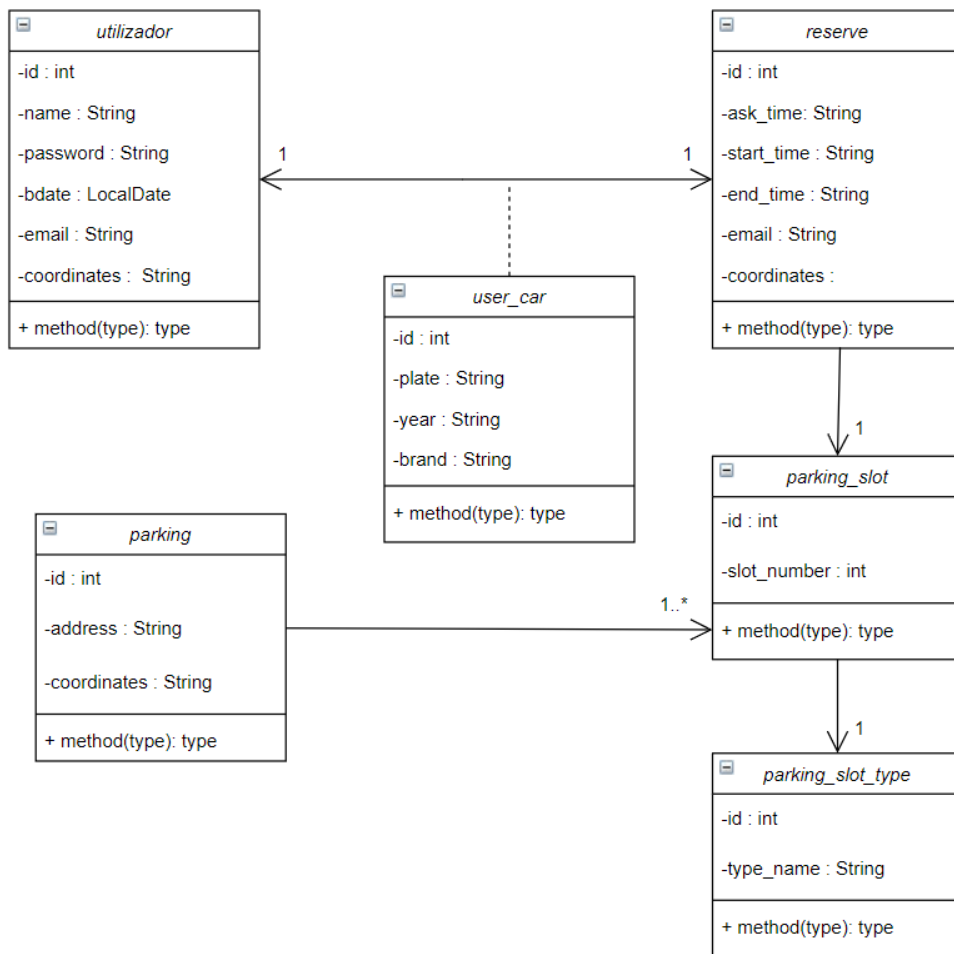 utilizador
-id : int
-name : String
-password : String
-bdate : LocalDate
-email : String
-coordinates : String
+ method(type): type
1
1
reserve
-id : int
-ask_time: String
-start_time : String
-end_time : String
-email : String
-coordinates :
+ method(type): type
user_car
-id : int
-plate : String
-year : String
-brand : String
+ method(type): type
1
parking_slot
-id : int
-slot_number : int
+ method(type): type
parking
-id : int
-address : String
-coordinates : String
+ method(type): type
1..*
1
parking_slot_type
-id : int
-type_name : String
+ method(type): type